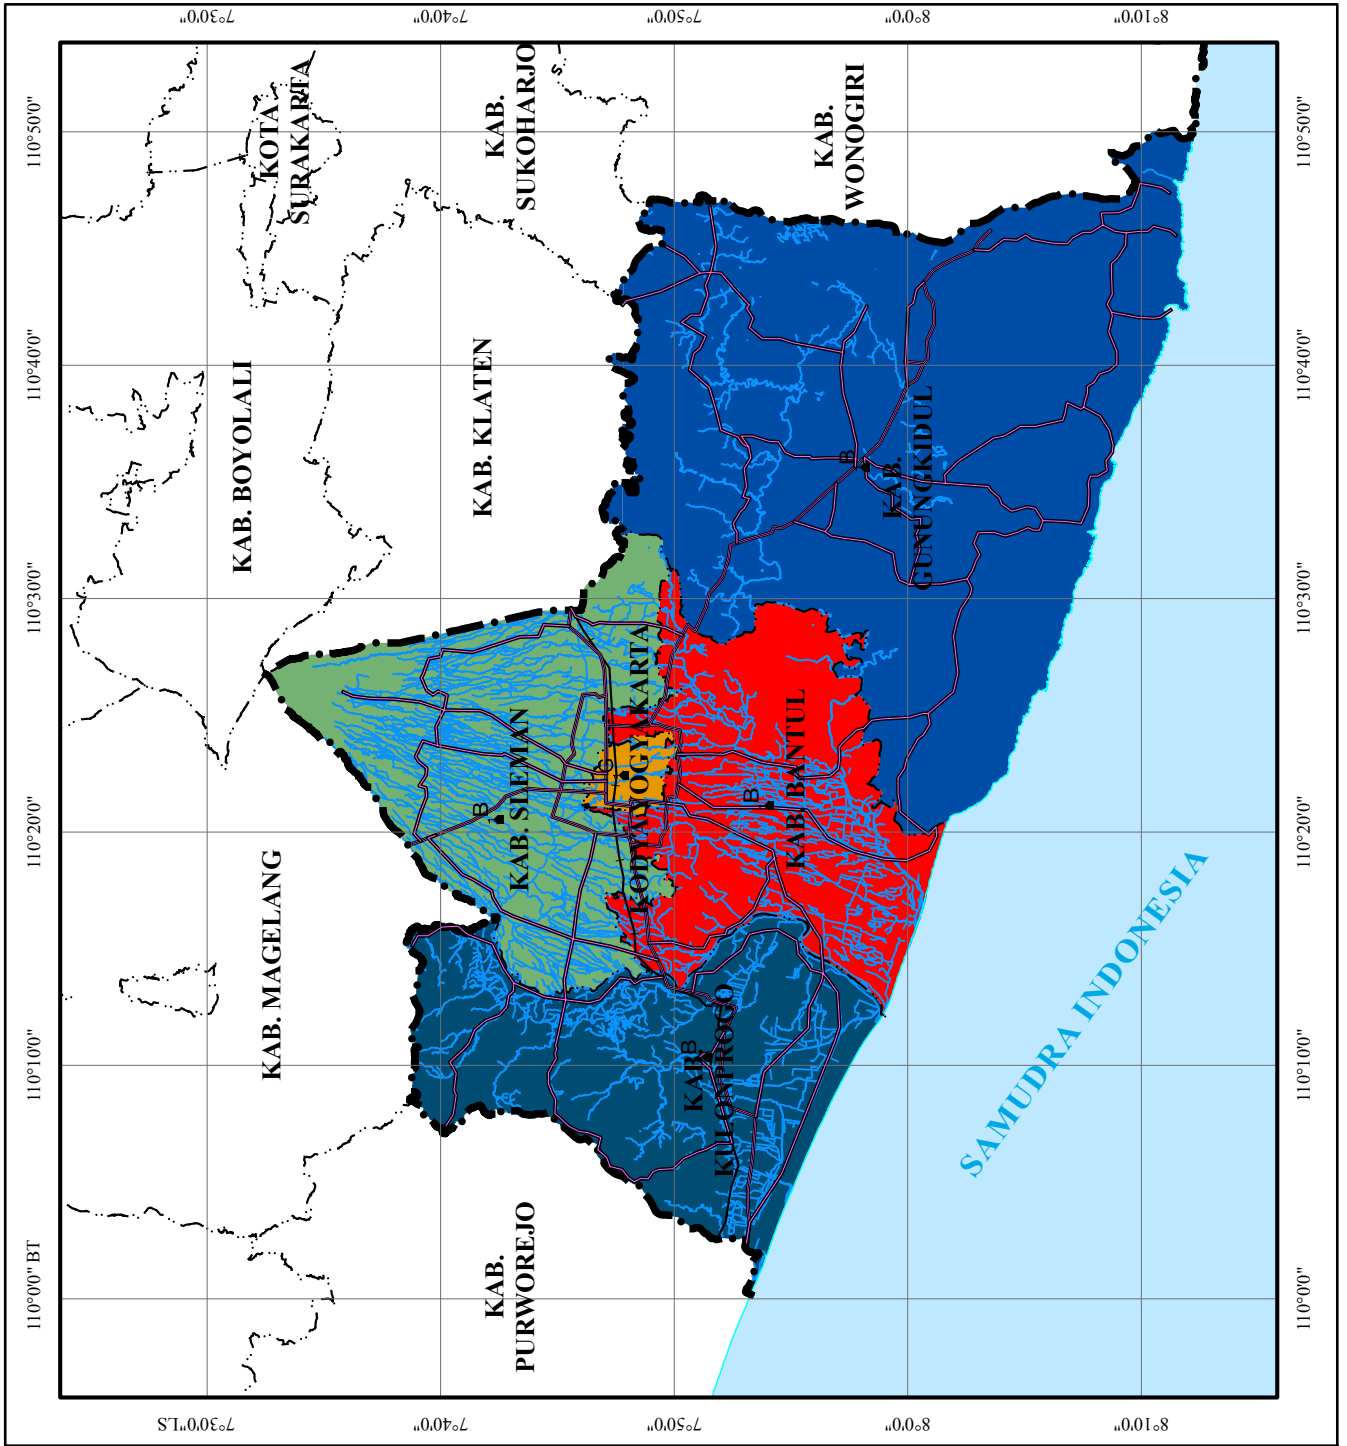 110°0'0" BT
110°10'0"
110°20'0"
110°30'0"
110°40'0"
110°50'0"
7°30'0"LS
7°30'0"
KAB. BOYOLALI
KOTA
SURAKARTA
KAB. MAGELANG
7°40'0"
7°40'0"
KAB. KLATEN
B
KAB.
PURWOREJO
KAB. SLEMAN
KAB.
SUKOHARJO
G
KODYA YOGYAKARTA
7°50'0"
7°50'0"
B
KAB.
KULONPROGO
B
KAB. BANTUL
KAB.
WONOGIRI
B
KAB.
GUNUNGKIDUL
8°0'0"
8°0'0"
SAMUDRA INDONESIA
8°10'0"
8°10'0"
110°0'0"
110°10'0"
110°20'0"
110°30'0"
110°40'0"
110°50'0"